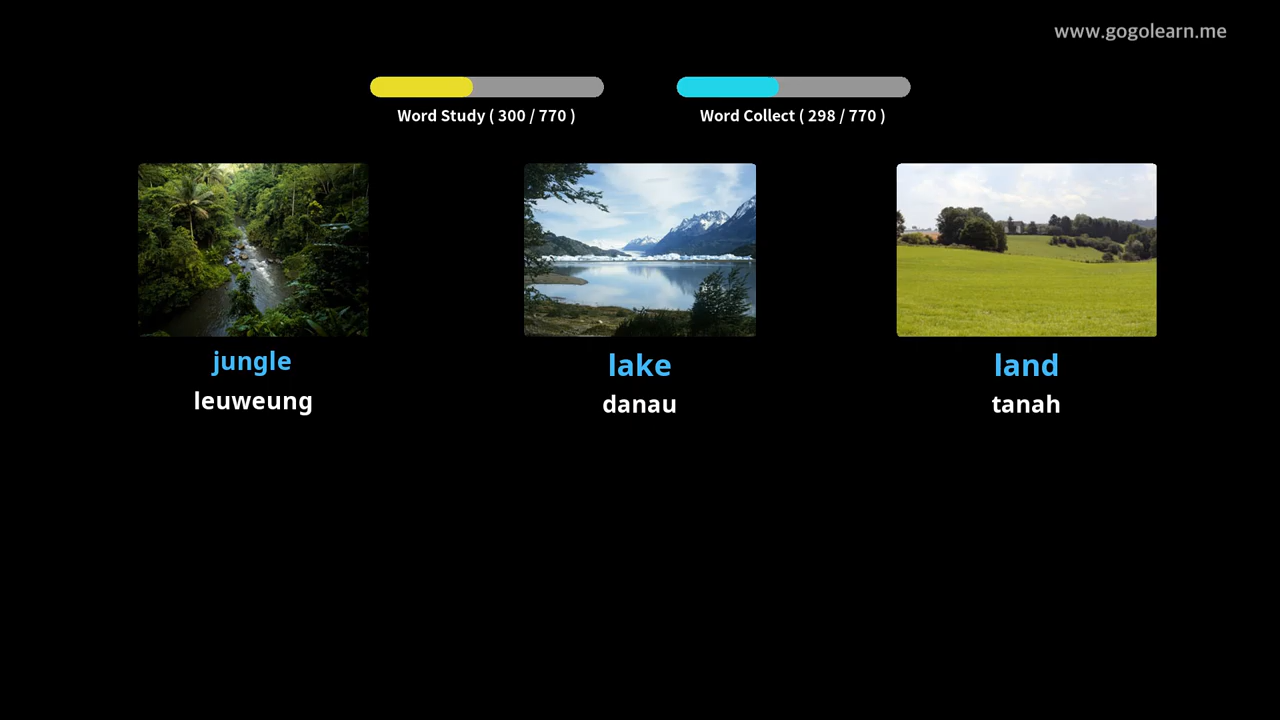 www.gogolearn.me
Word Study ( 300 / 770 )
Word Collect ( 298 / 770 )
jungle
leuweung
lake
danau
land
tanah